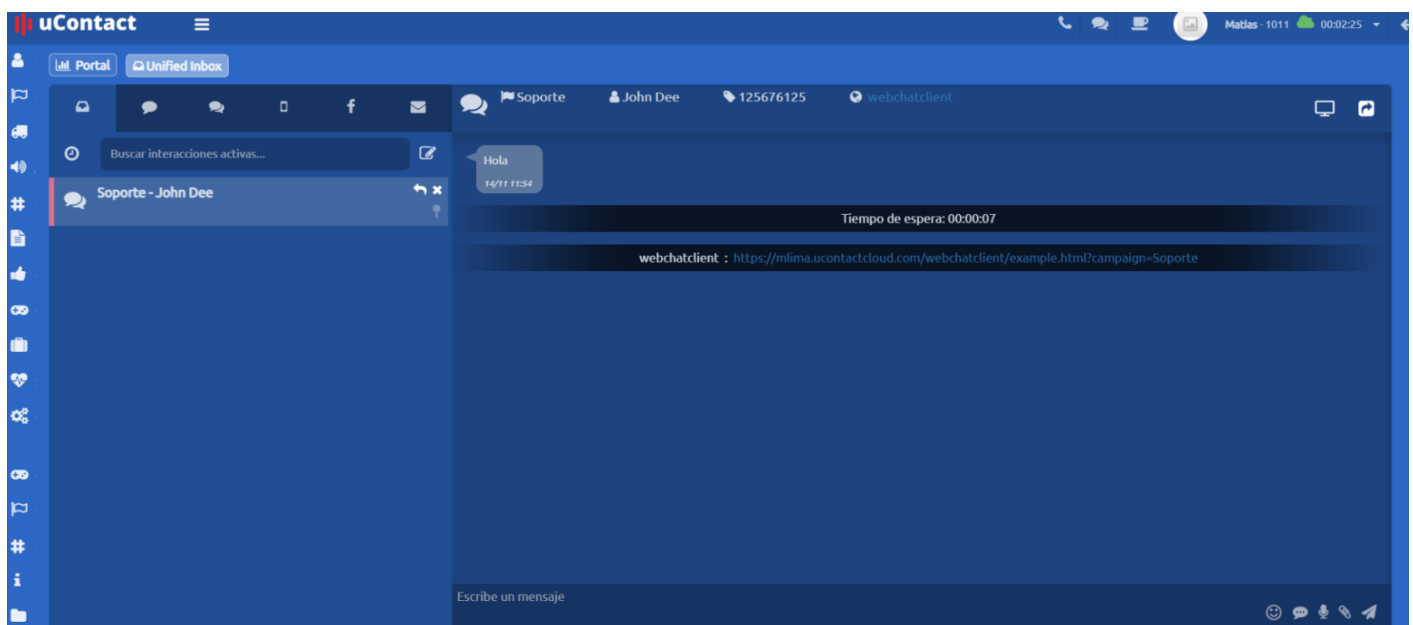 uContact
Matias - 1011 00:02:25
Portal Unified Inbox
Soporte John Dee 125676125 webchatclient
Buscar interacciones activas...
Soporte - John Dee
Hola
14/11 11:54
Tiempo de espera: 00:00:07
webchatclient : https://mlima.ucontactcloud.com/webchatclient/example.html?campaign=Soporte
Escribe un mensaje